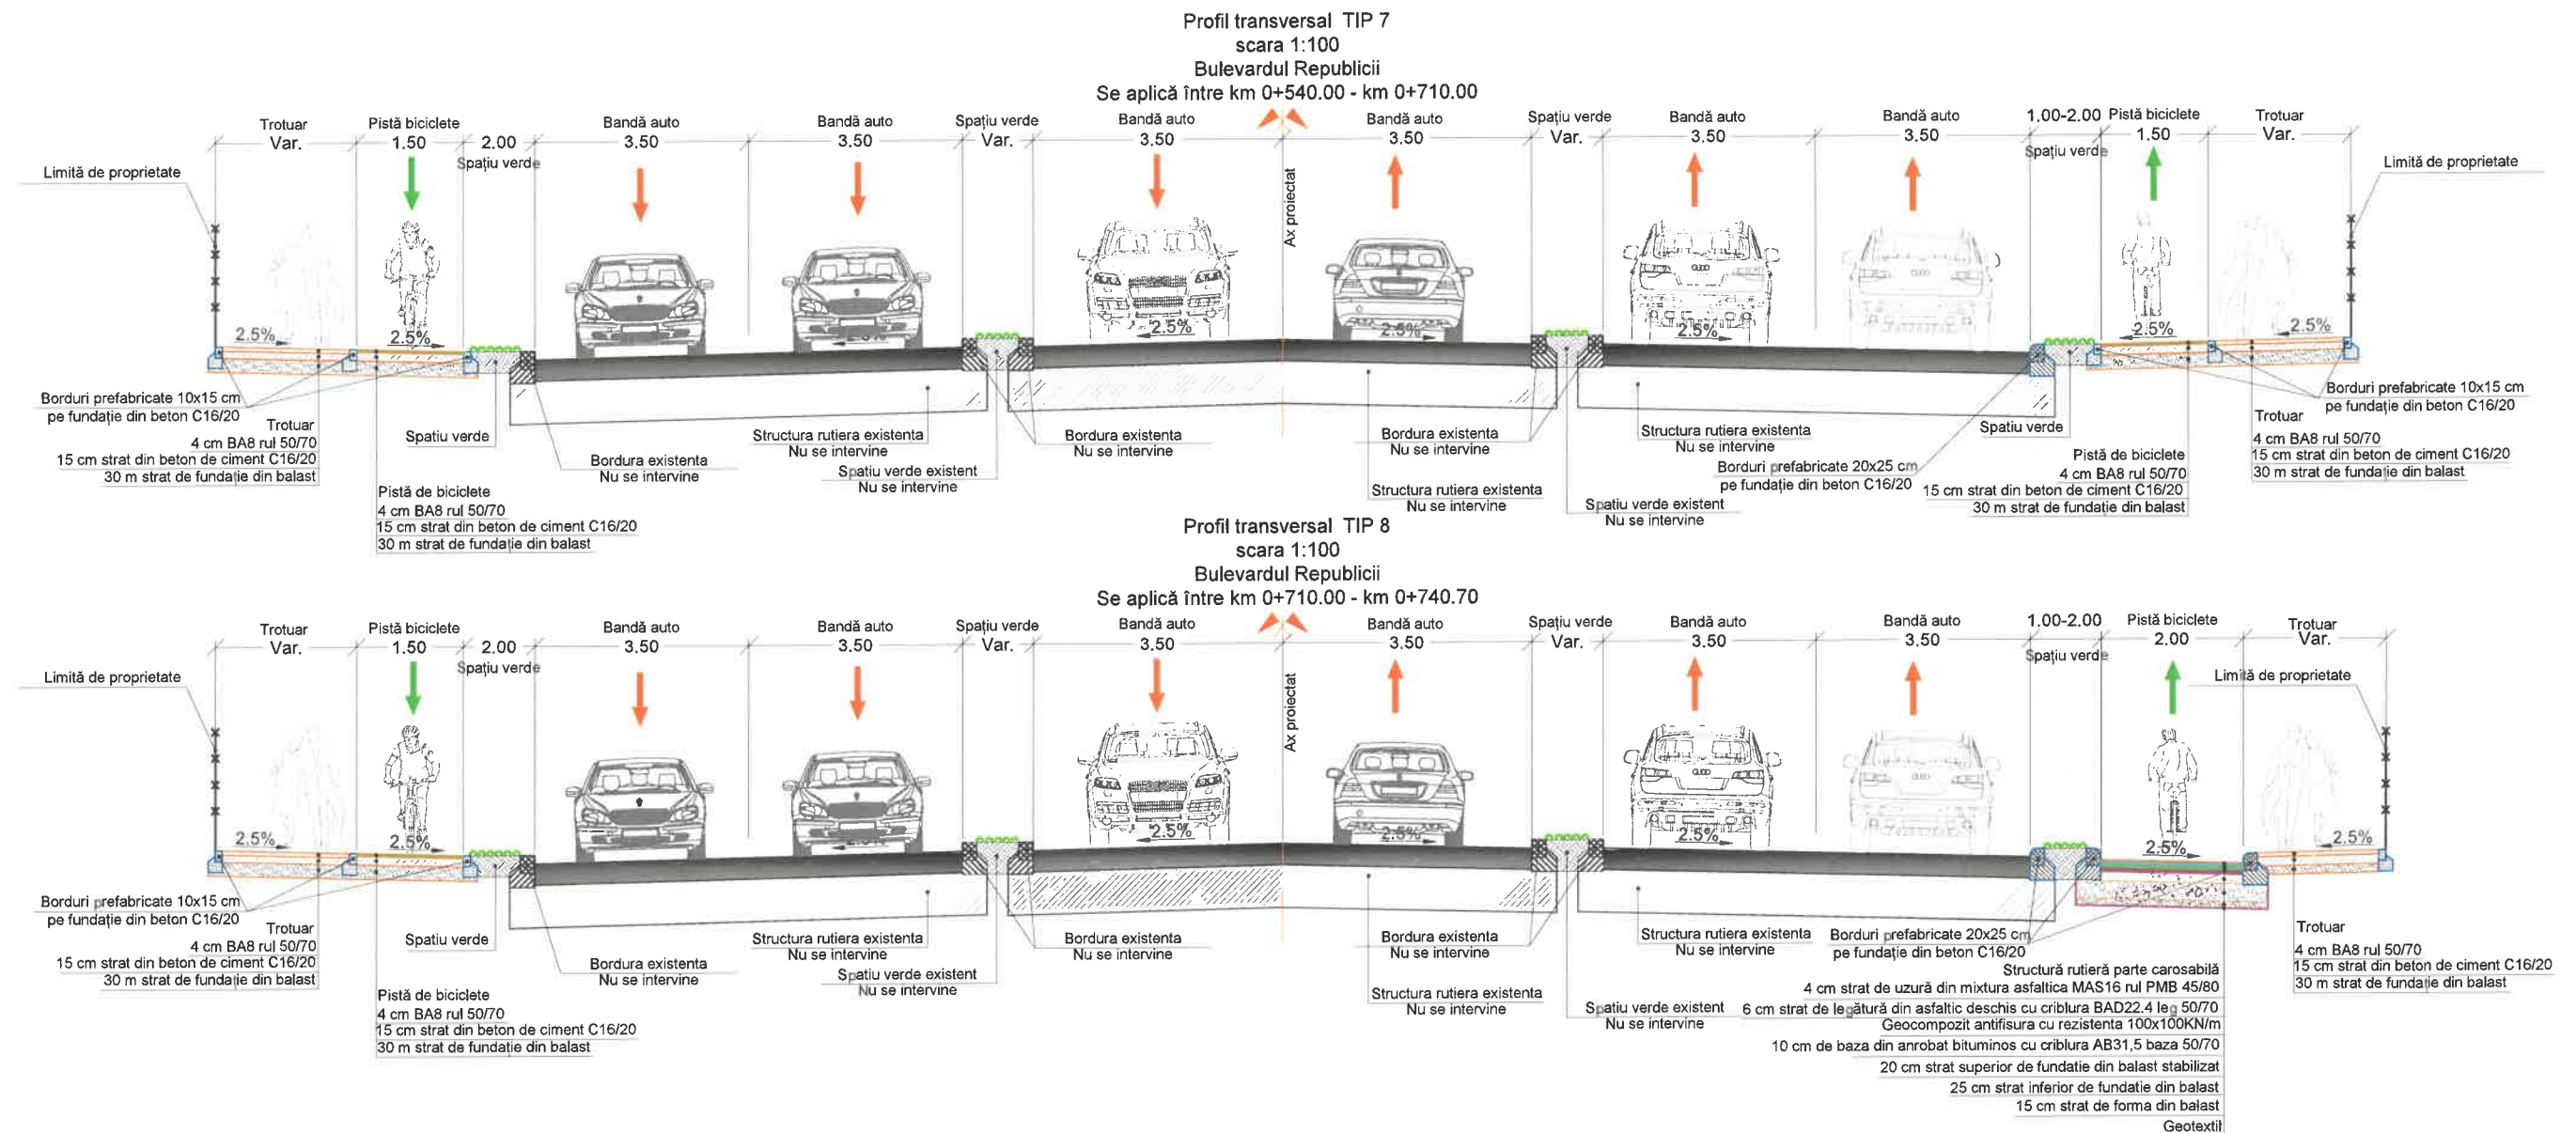 Profil transversal TIP 7
scara 1:100
Bulevardul Republicii
Se aplică între km 0+540.00 - km 0+710.00
Trotuar
Var.
Pistă biciclete
1.50
2.00
Spațiu verde
Bandă auto
3.50
Bandă auto
3.50
Spațiu verde
Var.
Bandă auto
3.50
Ax proiectat
Bandă auto
3.50
Spațiu verde
Var.
Bandă auto
3.50
Bandă auto
3.50
1.00-2.00
Spațiu verde
Pistă biciclete
1.50
Trotuar
Var.
Limită de proprietate
Limită de proprietate
2.5%
2.5%
2.5%
2.5%
2.5%
2.5%
2.5%
Borduri prefabricate 10x15 cm
pe fundație din beton C16/20
Trotuar
4 cm BA8 rul 50/70
15 cm strat din beton de ciment C16/20
30 m strat de fundație din balast
Pistă de biciclete
4 cm BA8 rul 50/70
15 cm strat din beton de ciment C16/20
30 m strat de fundație din balast
Spatiu verde
Bordura existenta
Nu se intervine
Structura rutiera existenta
Nu se intervine
Spatiu verde existent
Nu se intervine
Bordura existenta
Nu se intervine
Bordura existenta
Nu se intervine
Structura rutiera existenta
Nu se intervine
Spatiu verde existent
Nu se intervine
Structura rutiera existenta
Nu se intervine
Borduri prefabricate 20x25 cm
pe fundație din beton C16/20
Spatiu verde
Pistă de biciclete
4 cm BA8 rul 50/70
15 cm strat din beton de ciment C16/20
30 m strat de fundație din balast
Borduri prefabricate 10x15 cm
pe fundație din beton C16/20
Trotuar
4 cm BA8 rul 50/70
15 cm strat din beton de ciment C16/20
30 m strat de fundație din balast
Profil transversal TIP 8
scara 1:100
Bulevardul Republicii
Se aplică între km 0+710.00 - km 0+740.70
Trotuar
Var.
Pistă biciclete
1.50
2.00
Spațiu verde
Bandă auto
3.50
Bandă auto
3.50
Spațiu verde
Var.
Bandă auto
3.50
Ax proiectat
Bandă auto
3.50
Spațiu verde
Var.
Bandă auto
3.50
Bandă auto
3.50
1.00-2.00
Spațiu verde
Pistă biciclete
2.00
Trotuar
Var.
Limită de proprietate
Limită de proprietate
2.5%
2.5%
2.5%
2.5%
2.5%
2.5%
2.5%
Borduri prefabricate 10x15 cm
pe fundație din beton C16/20
Trotuar
4 cm BA8 rul 50/70
15 cm strat din beton de ciment C16/20
30 m strat de fundație din balast
Pistă de biciclete
4 cm BA8 rul 50/70
15 cm strat din beton de ciment C16/20
30 m strat de fundație din balast
Spatiu verde
Bordura existenta
Nu se intervine
Structura rutiera existenta
Nu se intervine
Spatiu verde existent
Nu se intervine
Bordura existenta
Nu se intervine
Bordura existenta
Nu se intervine
Structura rutiera existenta
Nu se intervine
Spatiu verde existent
Nu se intervine
Structura rutiera existenta
Nu se intervine
Borduri prefabricate 20x25 cm
pe fundație din beton C16/20
Structură rutieră parte carosabilă
4 cm strat de uzură din mixtura asfaltica MAS16 rul PMB 45/80
6 cm strat de legătură din asfaltic deschis cu criblura BAD22.4 leg 50/70
Geocompozit antifisura cu rezistenta 100x100KN/m
10 cm de baza din anrobat bituminos cu criblura AB31,5 baza 50/70
20 cm strat superior de fundatie din balast stabilizat
25 cm strat inferior de fundatie din balast
15 cm strat de forma din balast
Geotextil
Trotuar
4 cm BA8 rul 50/70
15 cm strat din beton de ciment C16/20
30 m strat de fundație din balast